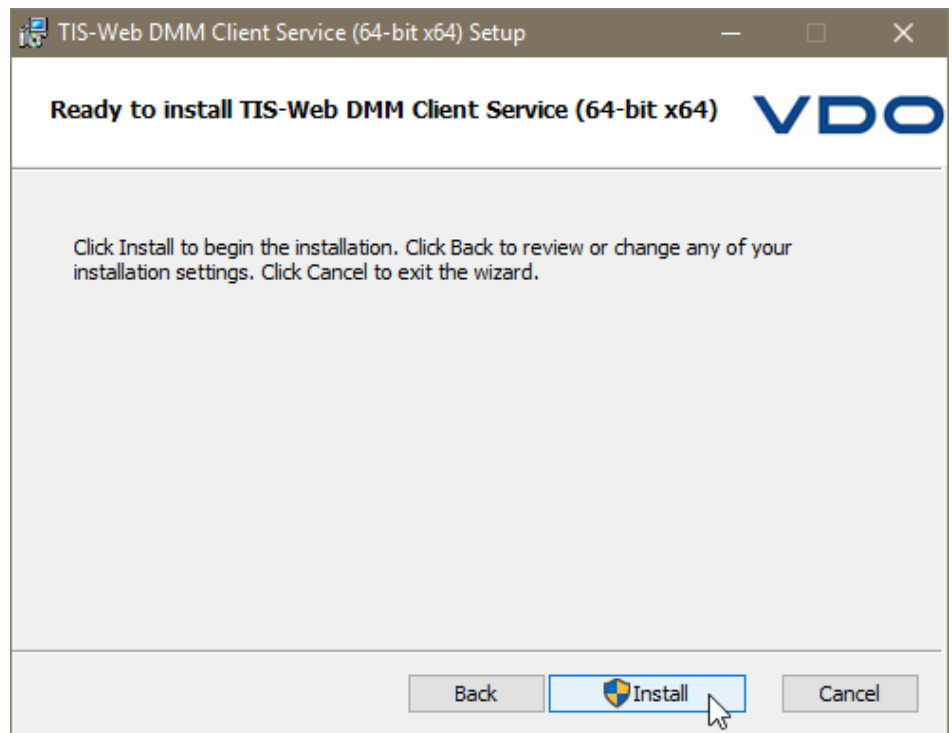 TIS-Web DMM Client Service (64-bit x64) Setup
Ready to install TIS-Web DMM Client Service (64-bit x64)
VDO
Click Install to begin the installation. Click Back to review or change any of your
installation settings. Click Cancel to exit the wizard.
Back
Install
Cancel